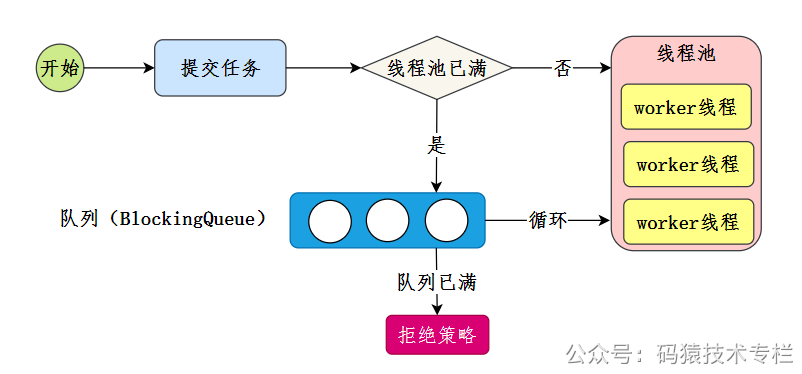 开始
提交任务
线程池已满
否
线程池
worker线程
worker线程
worker线程
是
队列（BlockingQueue）
循环
队列已满
拒绝策略
公众号：码猿技术专栏